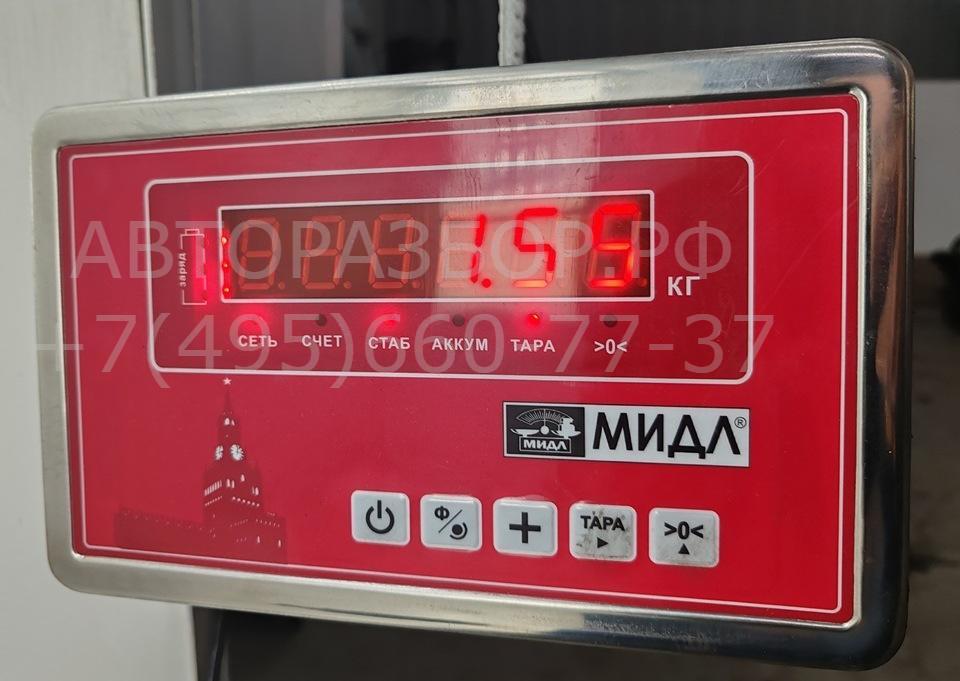 АВТОРАЗБОР.РФ
заряд
1.59
КГ
+7(495)660-77-37
СЕТЬ СЧЕТ СТАБ АККУМ ТАРА >0<
МИДЛ МИДЛ®
Ф ТАРА >0<